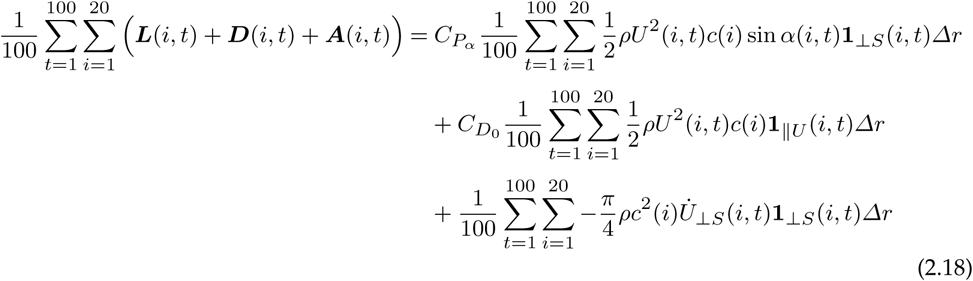 \frac{1}{100} \sum_{t=1}^{100} \sum_{i=1}^{20} \Big( \boldsymbol{L}(i,t) + \boldsymbol{D}(i,t) + \boldsymbol{A}(i,t) \Big) = C_{P_\alpha} \frac{1}{100} \sum_{t=1}^{100} \sum_{i=1}^{20} \frac{1}{2} \rho U^2(i,t) c(i) \sin \alpha(i,t) \mathbf{1}_{\perp S}(i,t) \Delta r
+ C_{D_0} \frac{1}{100} \sum_{t=1}^{100} \sum_{i=1}^{20} \frac{1}{2} \rho U^2(i,t) c(i) \mathbf{1}_{\parallel U}(i,t) \Delta r
+ \frac{1}{100} \sum_{t=1}^{100} \sum_{i=1}^{20} -\frac{\pi}{4} \rho c^2(i) \dot{U}_{\perp S}(i,t) \mathbf{1}_{\perp S}(i,t) \Delta r
(2.18)